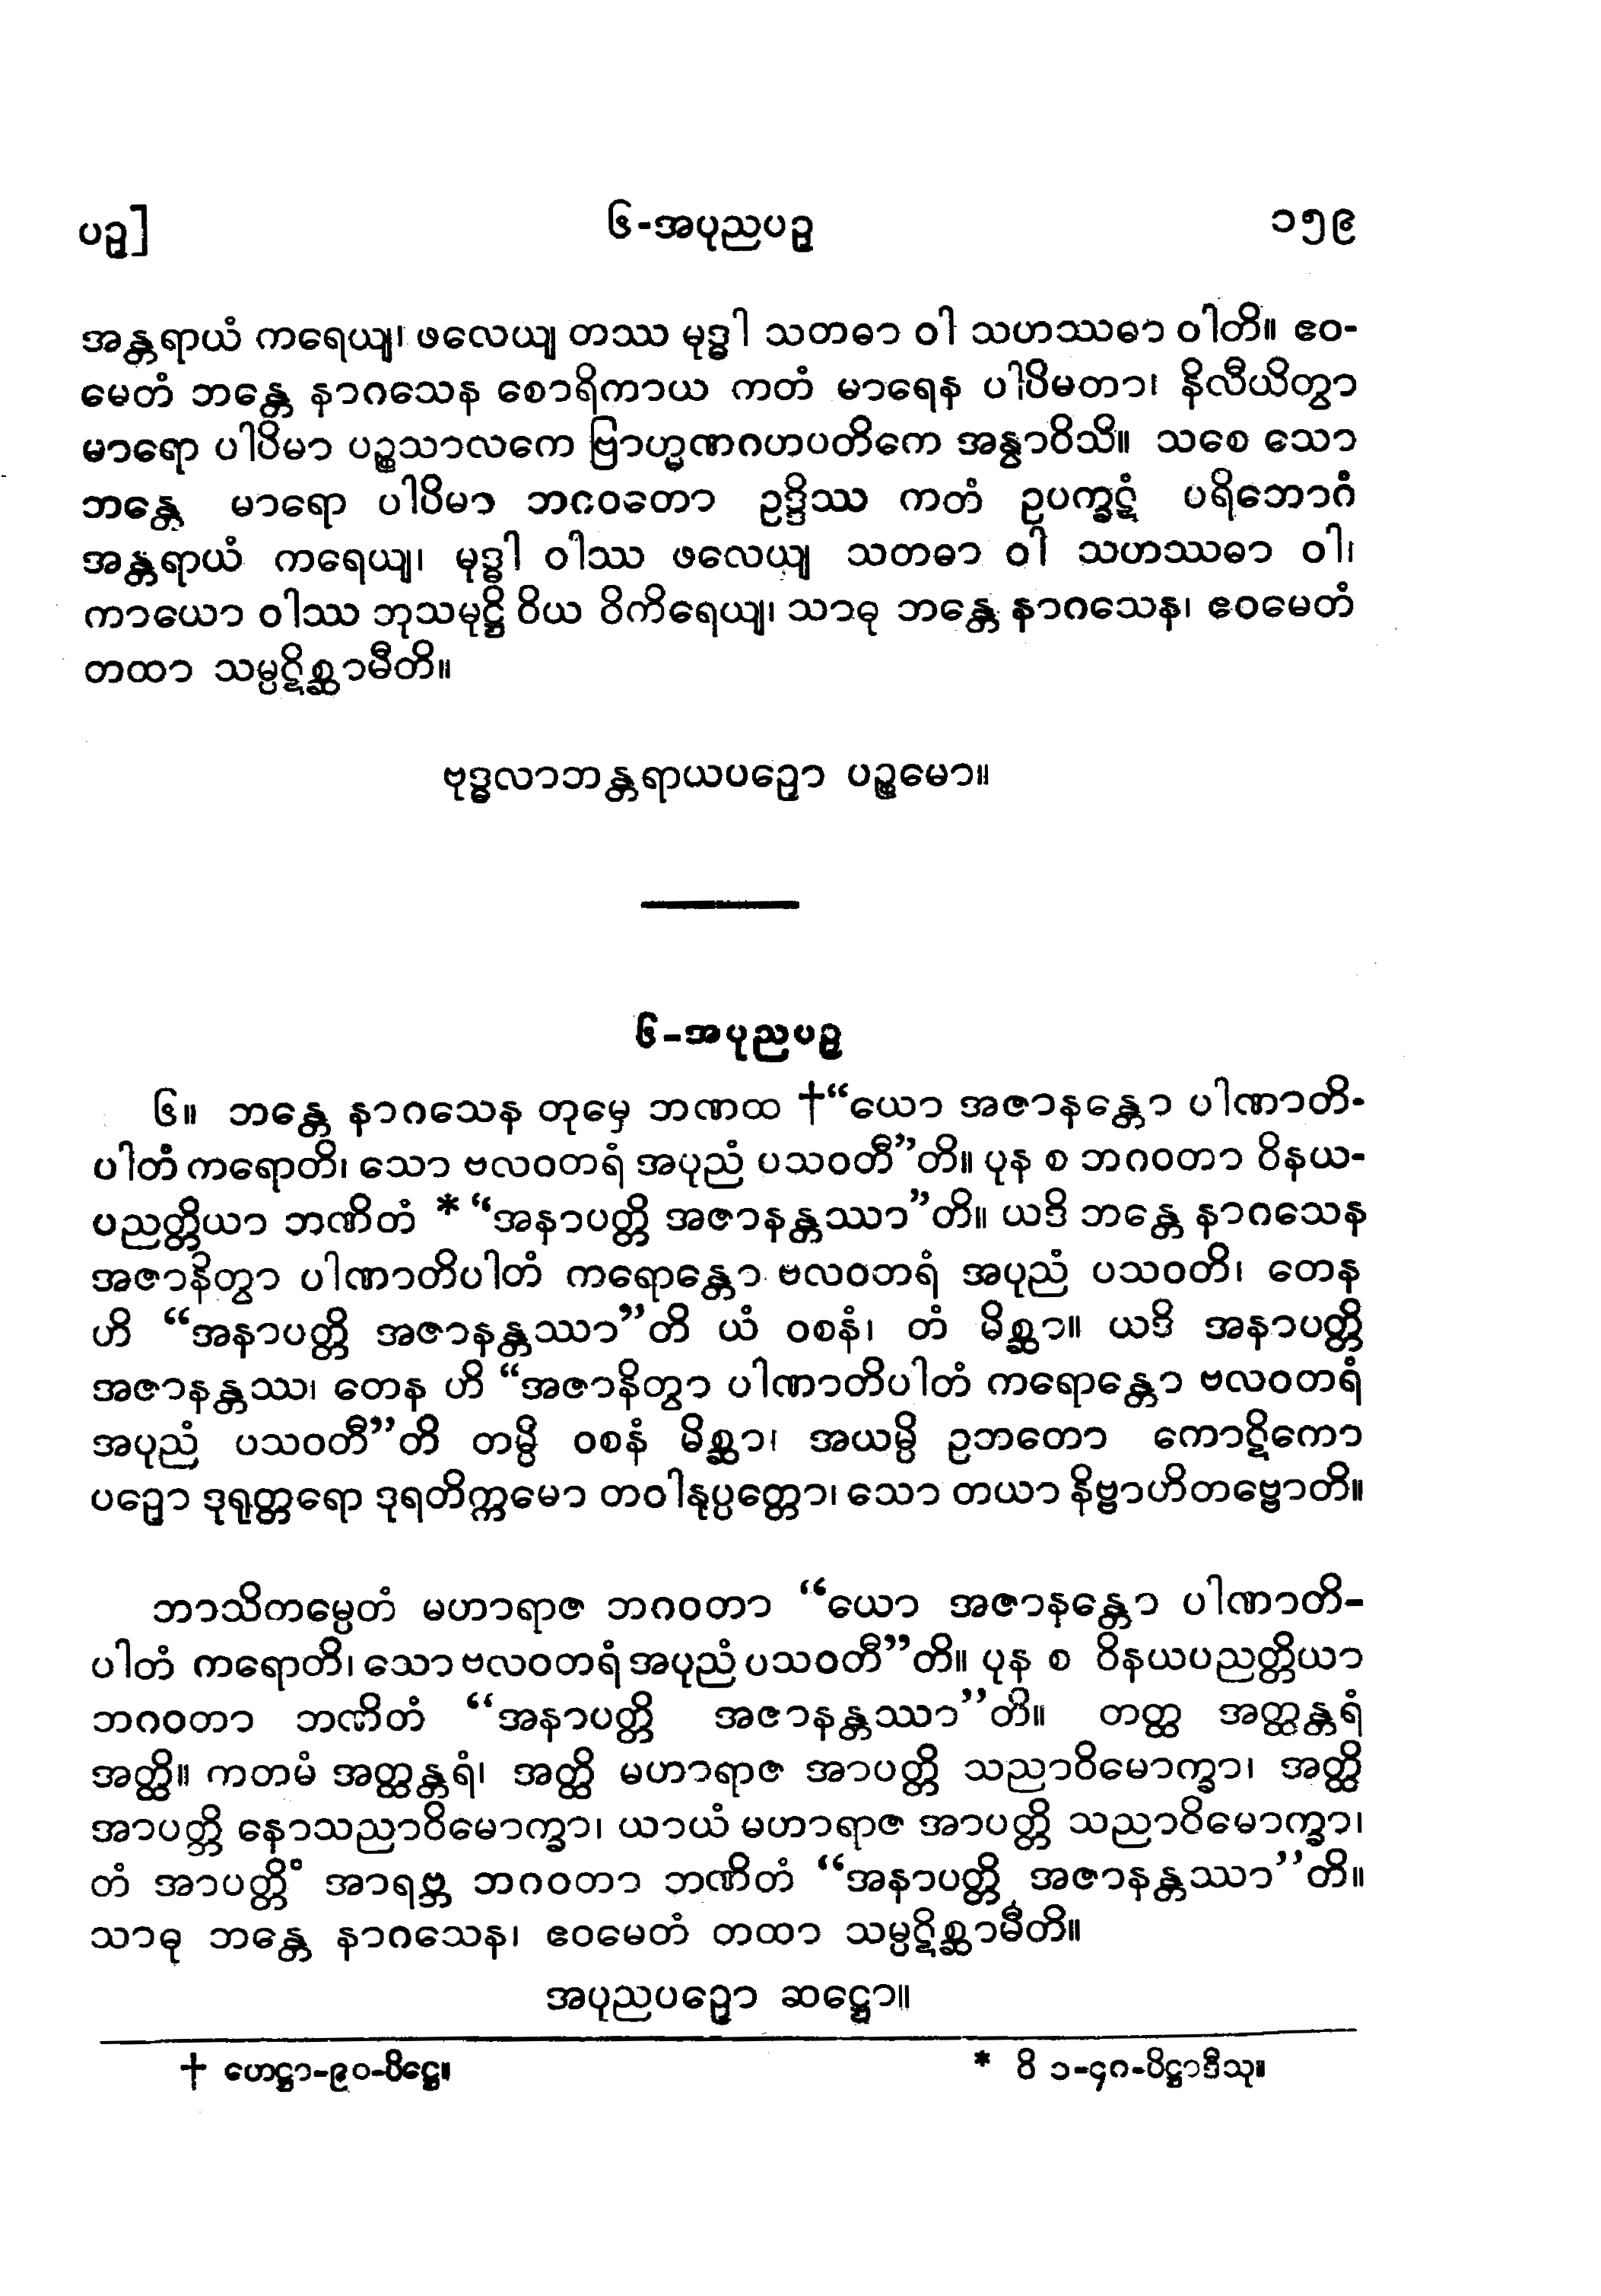 ပဉှ]
၆-အပုညပဉှ
၁၅၉
အန္တရာယံ ကရေယျ၊ ဖလေယျ တဿ မုဒ္ဓါ သတဓာ ဝါ သဟဿဓာ ဝါတိ။ ဧဝ-
မေတံ ဘန္တေ နာဂသေန စောရိကာယ ကတံ မာရေန ပါပိမတာ၊ နိလီယိတွာ
မာရော ပါပိမာ ပဉ္စသာလကေ ဗြာဟ္မဏဂဟပတိကေ အန္ဝာဝိသိ။ သစေ သော
ဘန္တေ မာရော ပါပိမာ ဘဂဝတော ဥဒ္ဒိဿ ကတံ ဥပက္ခဋံ ပရိဘောဂံ
အန္တရာယံ ကရေယျ၊ မုဒ္ဓါ ဝါဿ ဖလေယျ သတဓာ ဝါ သဟဿဓာ ဝါ၊
ကာယော ဝါဿ ဘုသမုဋ္ဌိ ဝိယ ဝိကိရေယျ၊ သာဓု ဘန္တေ နာဂသေန၊ ဧဝမေတံ
တထာ သမ္ပဋိစ္ဆာမီတိ။
ဗုဒ္ဓလာဘန္တရာယပဉှော ပဉ္စမော။
၆-အပုညပဉှ
၆။ ဘန္တေ နာဂသေန တုမှေ ဘဏထ †“ယော အဇာနန္တော ပါဏာတိ-
ပါတံ ကရောတိ၊ သော ဗလဝတရံ အပုညံ ပသဝတီ”တိ။ ပုန စ ဘဂဝတာ ဝိနယ-
ပညတ္တိယာ ဘဏိတံ * “အနာပတ္တိ အဇာနန္တဿာ”တိ။ ယဒိ ဘန္တေ နာဂသေန
အဇာနိတွာ ပါဏာတိပါတံ ကရောန္တော ဗလဝတရံ အပုညံ ပသဝတိ၊ တေန
ဟိ “အနာပတ္တိ အဇာနန္တဿာ”တိ ယံ ဝစနံ၊ တံ မိစ္ဆာ။ ယဒိ အနာပတ္တိ
အဇာနန္တဿ၊ တေန ဟိ “အဇာနိတွာ ပါဏာတိပါတံ ကရောန္တော ဗလဝတရံ
အပုညံ ပသဝတီ”တိ တမ္ပိ ဝစနံ မိစ္ဆာ၊ အယမ္ပိ ဥဘတော ကောဋိကော
ပဉှော ဒုရုတ္တရော ဒုရတိက္ကမော တဝါနုပ္ပတ္တော၊ သော တယာ နိဗ္ဗာဟိတဗ္ဗောတိ။
ဘာသိကမ္ပေတံ မဟာရာဇ ဘဂဝတာ “ယော အဇာနန္တော ပါဏာတိ-
ပါတံ ကရောတိ၊ သော ဗလဝတရံ အပုညံ ပသဝတီ”တိ။ ပုန စ ဝိနယပညတ္တိယာ
ဘဂဝတာ ဘဏိတံ “အနာပတ္တိ အဇာနန္တဿာ”တိ။ တတ္ထ အတ္ထန္တရံ
အတ္ထိ။ ကတမံ အတ္ထန္တရံ၊ အတ္ထိ မဟာရာဇ အာပတ္တိ သညာဝိမောက္ခာ၊ အတ္ထိ
အာပတ္တိ နောသညာဝိမောက္ခာ၊ ယာယံ မဟာရာဇ အာပတ္တိ သညာဝိမောက္ခာ၊
တံ အာပတ္တိံ အာရဗ္ဘ ဘဂဝတာ ဘဏိတံ “အနာပတ္တိ အဇာနန္တဿာ”တိ။
သာဓု ဘန္တေ နာဂသေန၊ ဧဝမေတံ တထာ သမ္ပဋိစ္ဆာမီတိ။
အပုညပဉှော ဆဋ္ဌော။
† ဟေဋ္ဌာ-၉၀-ပိဋ္ဌေ။
* ဝိ ၁-၄ဂ-ပိဋ္ဌာဒီသု။